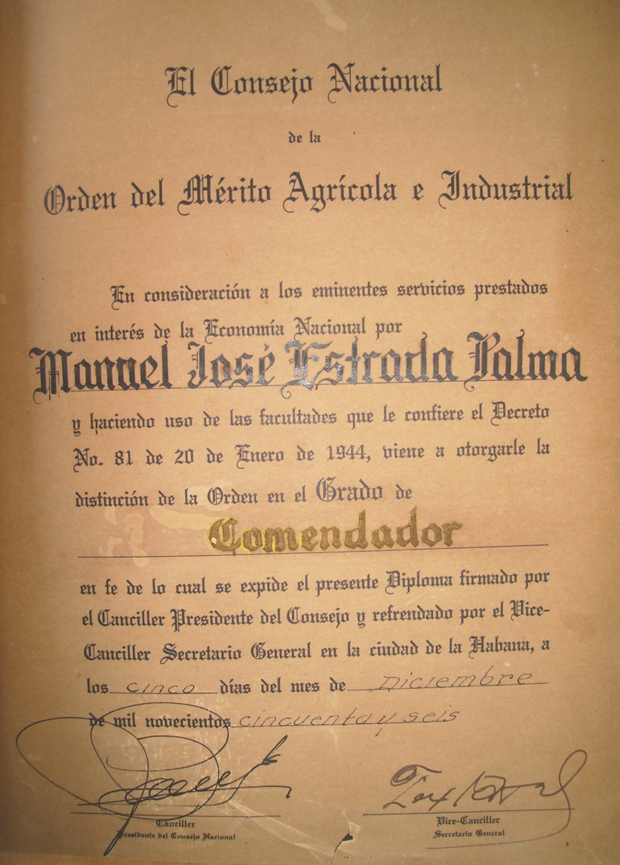 El Consejo Nacional
de la
Orden del Mérito Agrícola e Industrial
En consideración a los eminentes servicios prestados
en interés de la Economía Nacional por
Manuel José Estrada Palma
y haciendo uso de las facultades que le confiere el Decreto
No. 81 de 20 de Enero de 1944, viene a otorgarle la
distinción de la Orden en el Grado de
Comendador
en fe de lo cual se expide el presente Diploma firmado por
el Canciller Presidente del Consejo y refrendado por el Vice-
Canciller Secretario General en la ciudad de la Habana, a
los cinco días del mes de diciembre
de mil novecientos cincuenta y seis
Canciller
Presidente del Consejo Nacional
Vice-Canciller
Secretario General